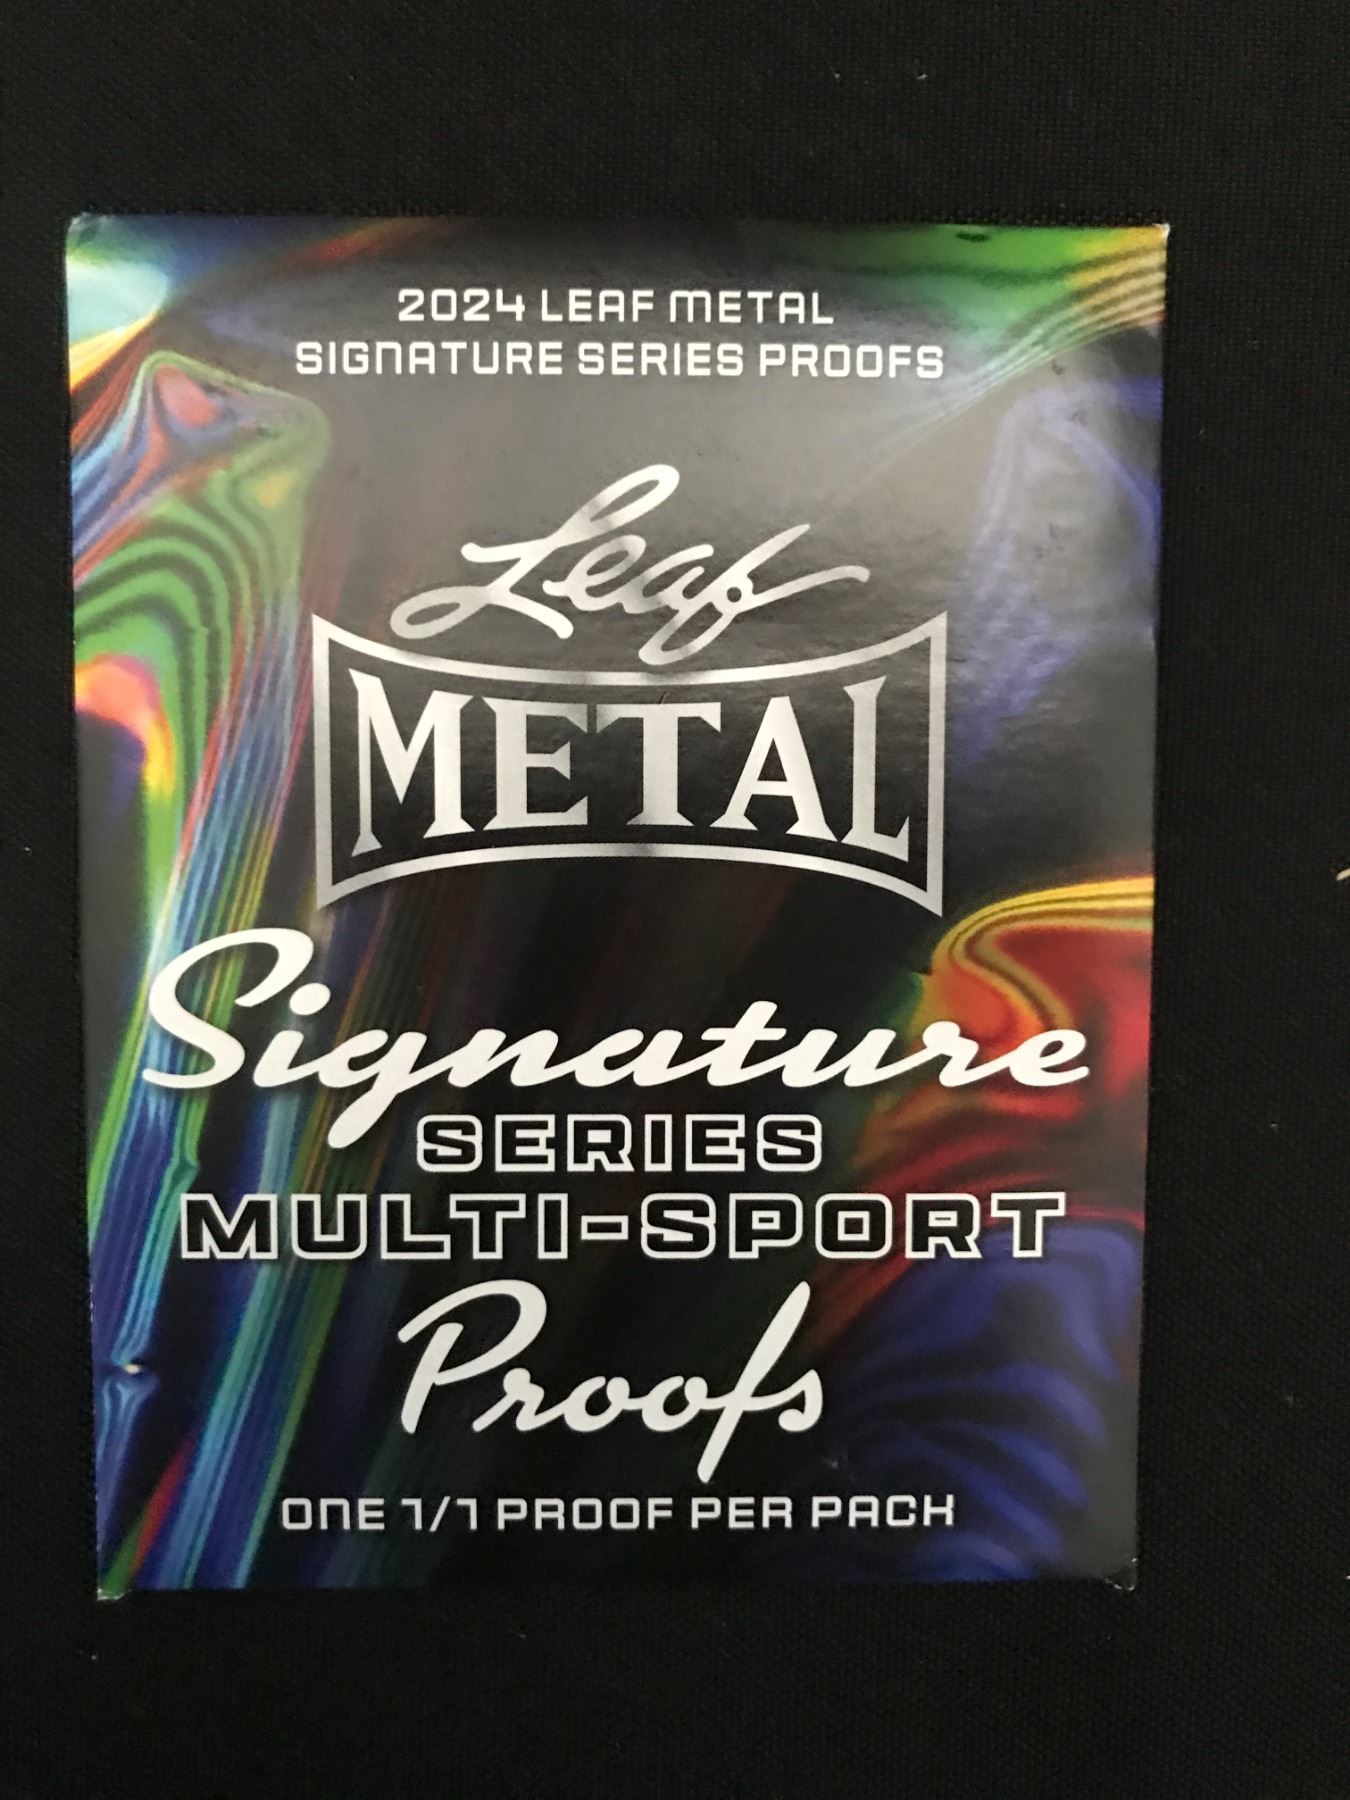 2024 LEAF METAL
SIGNATURE SERIES PROOFS
Leaf
METAL
Signature
SERIES
MULTI-SPORT
Proofs
ONE 1/1 PROOF PER PACK